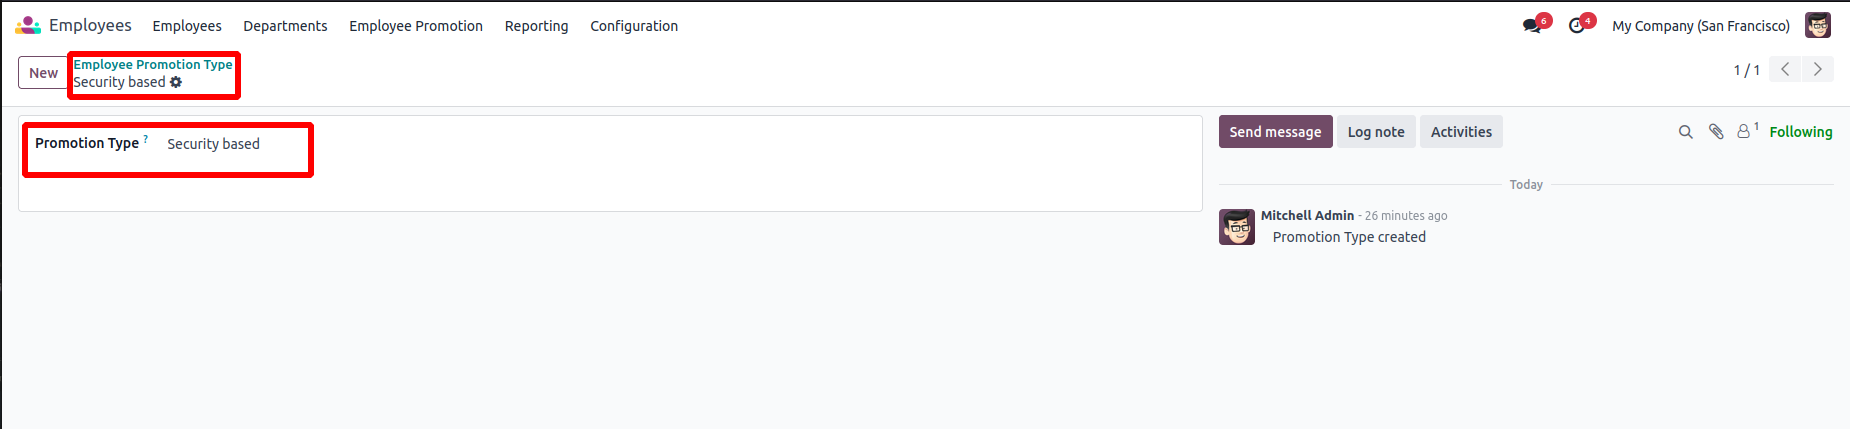 Employees Employees Departments Employee Promotion Reporting Configuration 6 4 My Company (San Francisco)
New Employee Promotion Type
Security based
1 / 1
Promotion Type ? Security based
Send message Log note Activities 1 Following
Today
Mitchell Admin - 26 minutes ago
Promotion Type created